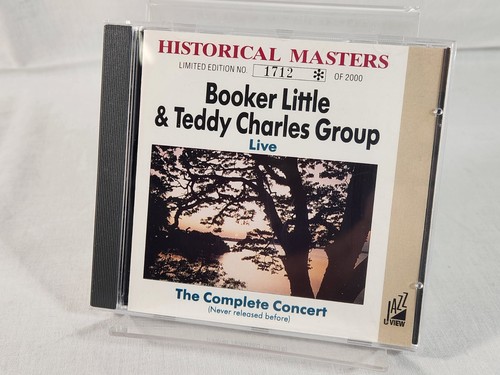 HISTORICAL MASTERS
LIMITED EDITION NO. 1712 * OF 2000
Booker Little
& Teddy Charles Group
Live
The Complete Concert
(Never released before)
JAZZ
VIEW